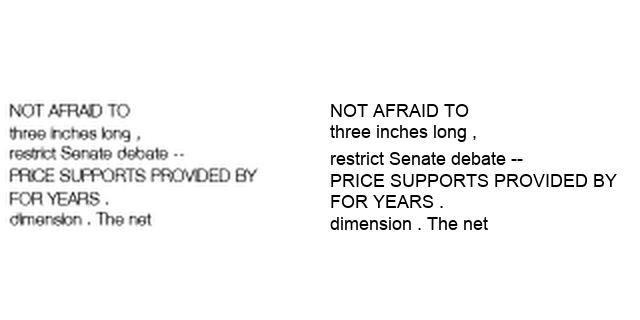 NOT AFRAID TO
three inches long ,
restrict Senate debate --
PRICE SUPPORTS PROVIDED BY
FOR YEARS .
dimension . The net
NOT AFRAID TO
three inches long ,
restrict Senate debate --
PRICE SUPPORTS PROVIDED BY
FOR YEARS .
dimension . The net